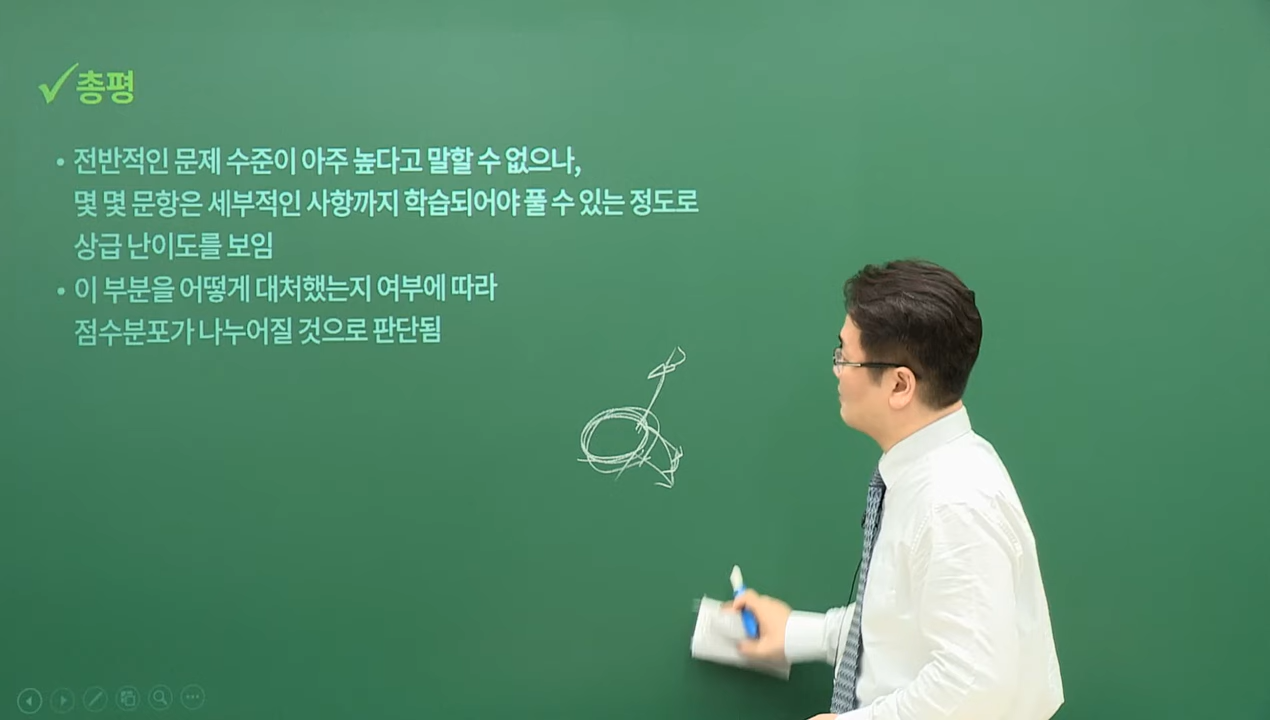 총평
• 전반적인 문제 수준이 아주 높다고 말할 수 없으나,
몇 몇 문항은 세부적인 사항까지 학습되어야 풀 수 있는 정도로
상급 난이도를 보임
• 이 부분을 어떻게 대처했는지 여부에 따라
점수분포가 나누어질 것으로 판단됨